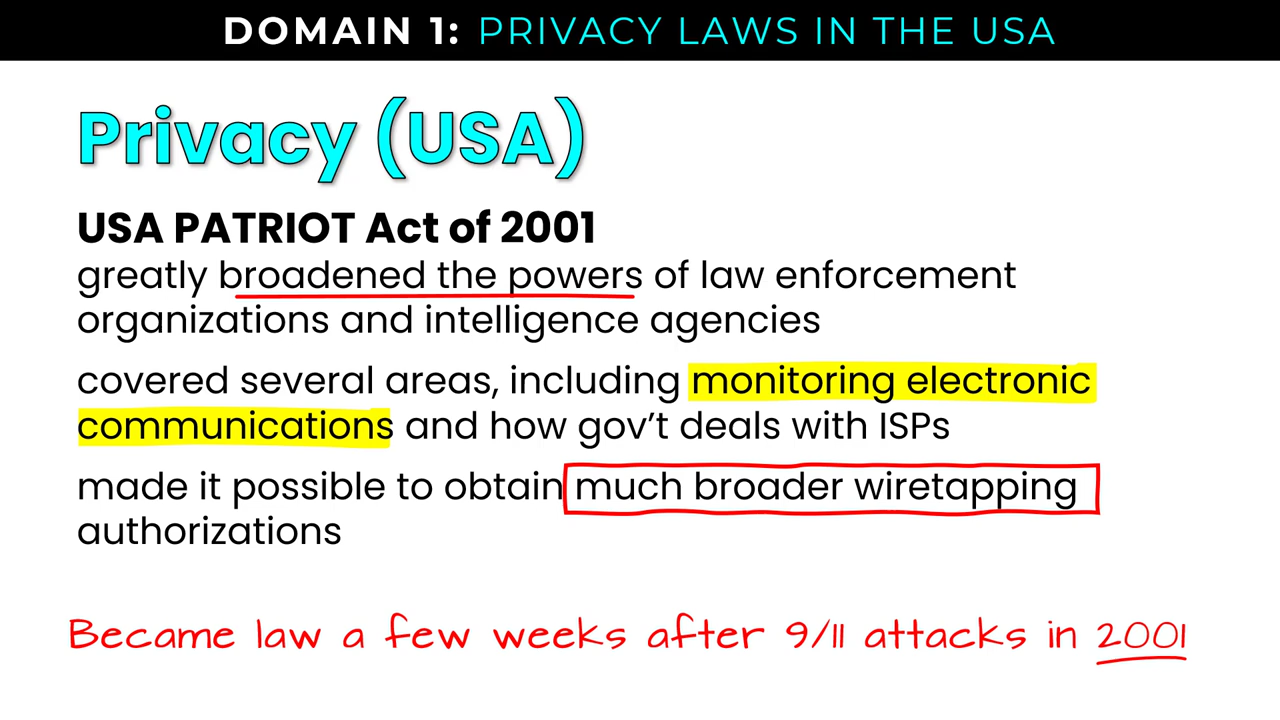 DOMAIN 1: PRIVACY LAWS IN THE USA
Privacy (USA)
USA PATRIOT Act of 2001
greatly broadened the powers of law enforcement
organizations and intelligence agencies
covered several areas, including monitoring electronic
communications and how gov’t deals with ISPs
made it possible to obtain much broader wiretapping
authorizations
Became law a few weeks after 9/11 attacks in 2001